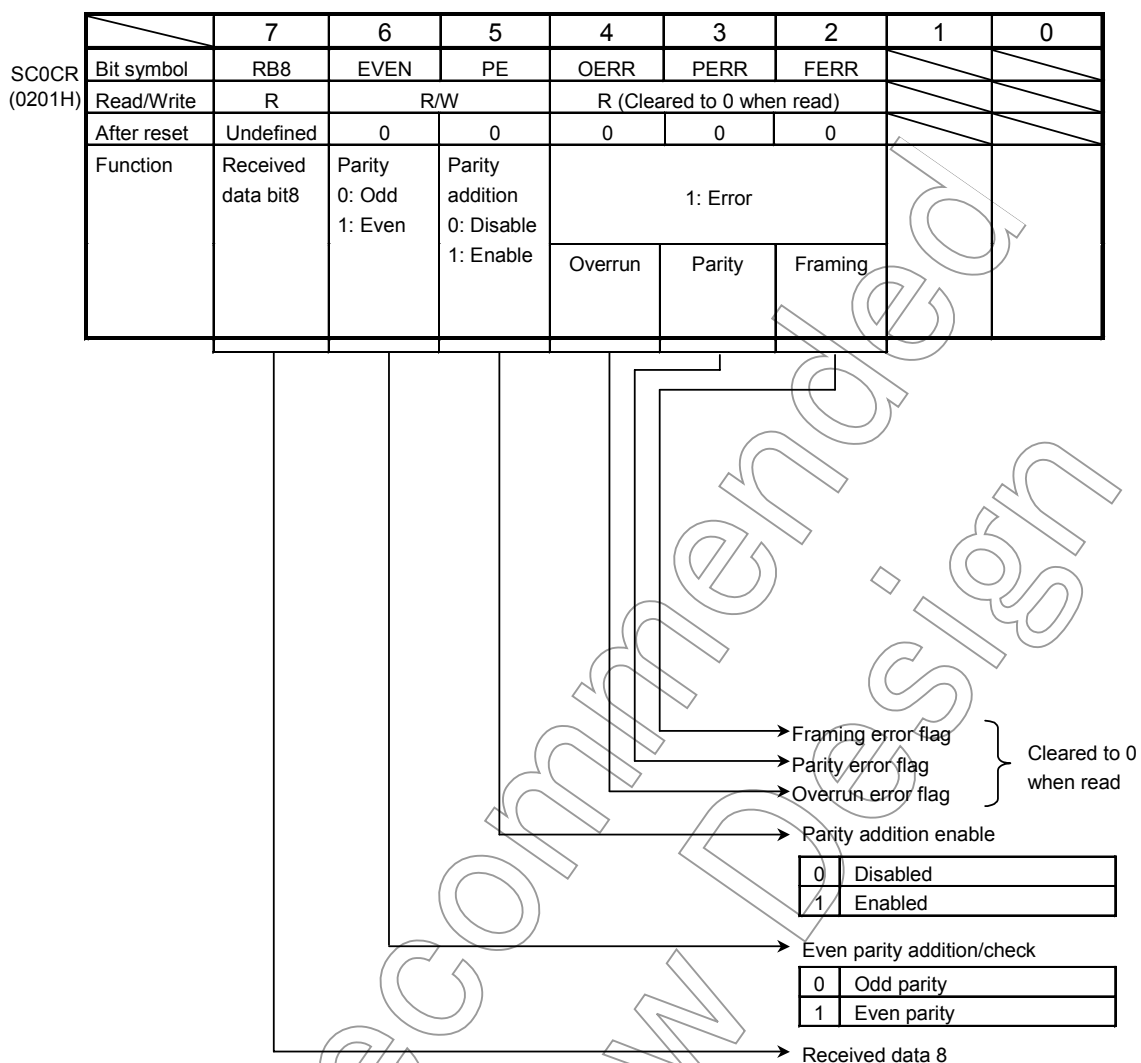 7 6 5 4 3 2 1 0
SC0CR
(0201H)
Bit symbol RB8 EVEN PE OERR PERR FERR
Read/Write R R/W R (Cleared to 0 when read)
After reset Undefined 0 0 0 0 0
Function Received Parity Parity
data bit8 0: Odd addition 1: Error
1: Even 0: Disable
1: Enable Overrun Parity Framing
Framing error flag
Parity error flag
Overrun error flag
Cleared to 0
when read
Parity addition enable
0 Disabled
1 Enabled
Even parity addition/check
0 Odd parity
1 Even parity
Received data 8
ecommended
w Design